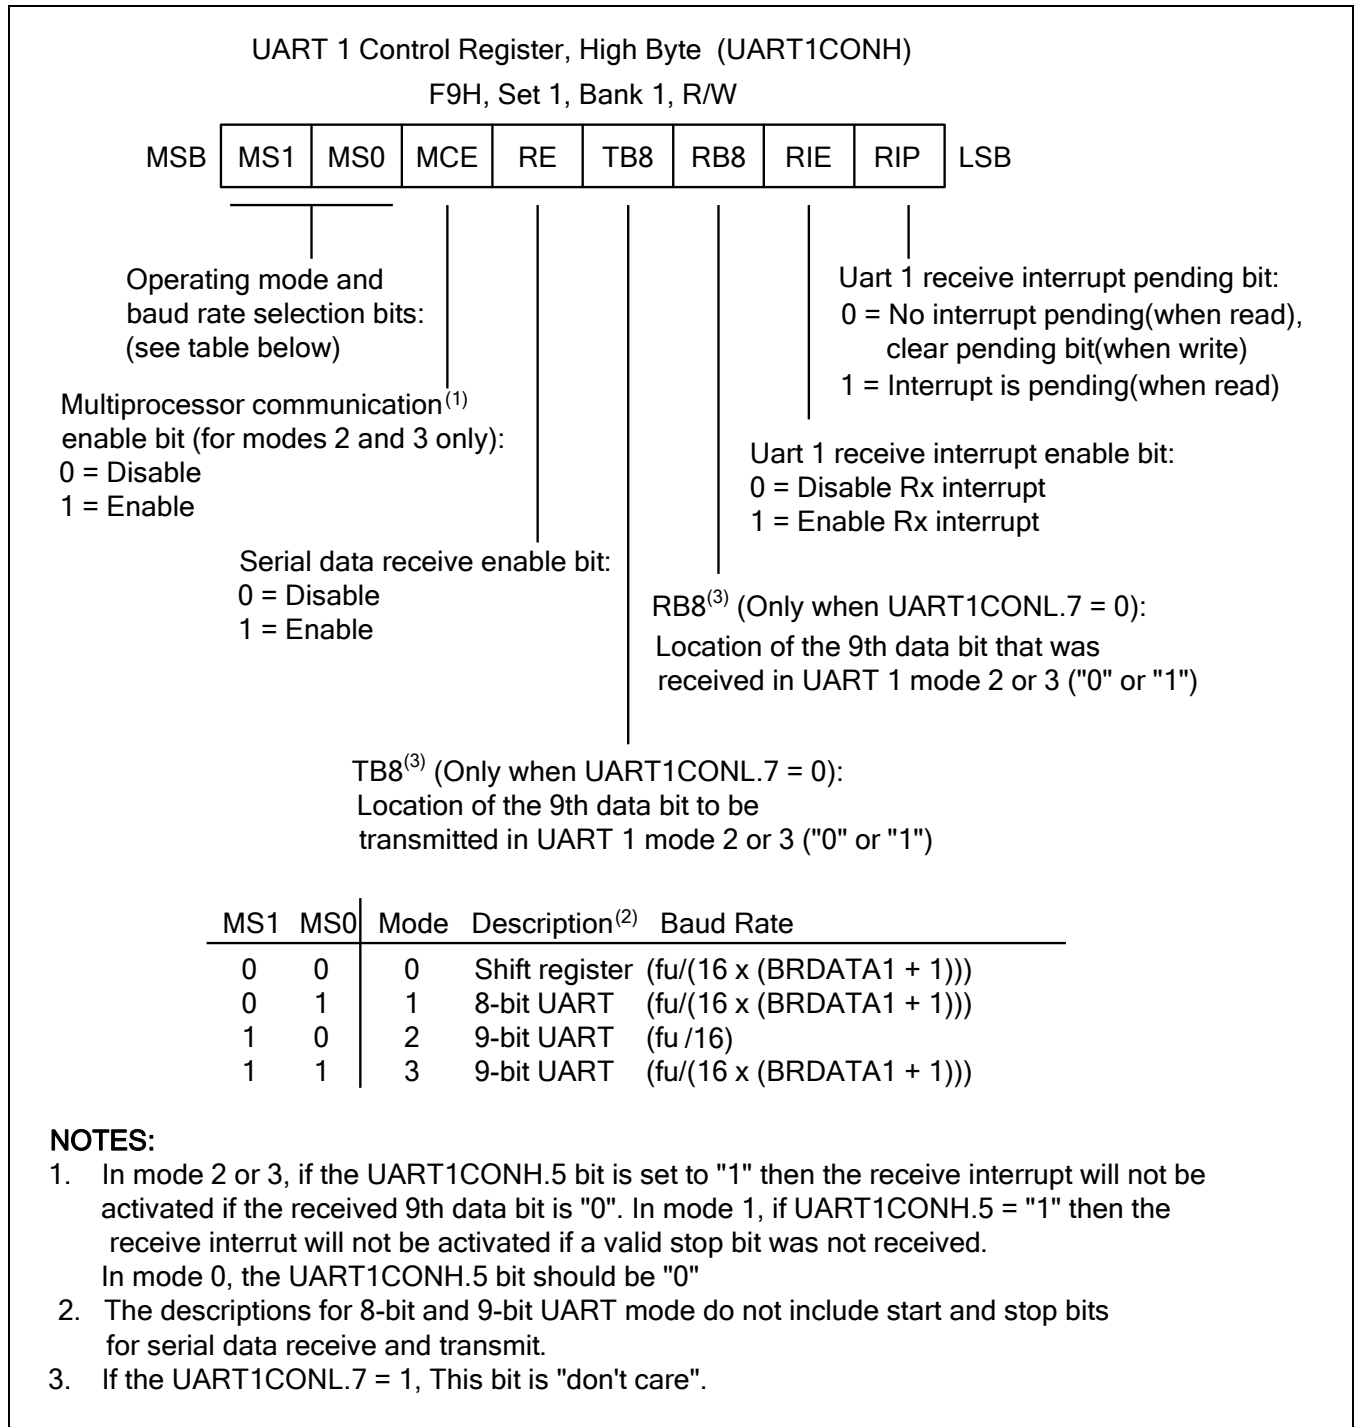 UART 1 Control Register, High Byte (UART1CONH)
F9H, Set 1, Bank 1, R/W
MSB MS1 MS0 MCE RE TB8 RB8 RIE RIP LSB
Operating mode and
baud rate selection bits:
(see table below)
Uart 1 receive interrupt pending bit:
0 = No interrupt pending(when read),
clear pending bit(when write)
1 = Interrupt is pending(when read)
Multiprocessor communication(1)
enable bit (for modes 2 and 3 only):
0 = Disable
1 = Enable
Uart 1 receive interrupt enable bit:
0 = Disable Rx interrupt
1 = Enable Rx interrupt
Serial data receive enable bit:
0 = Disable
1 = Enable
RB8(3) (Only when UART1CONL.7 = 0):
Location of the 9th data bit that was
received in UART 1 mode 2 or 3 ("0" or "1")
TB8(3) (Only when UART1CONL.7 = 0):
Location of the 9th data bit to be
transmitted in UART 1 mode 2 or 3 ("0" or "1")
MS1 MS0 Mode Description(2) Baud Rate
0 0 0 Shift register (fu/(16 x (BRDATA1 + 1)))
0 1 1 8-bit UART (fu/(16 x (BRDATA1 + 1)))
1 0 2 9-bit UART (fu /16)
1 1 3 9-bit UART (fu/(16 x (BRDATA1 + 1)))
NOTES:
1. In mode 2 or 3, if the UART1CONH.5 bit is set to "1" then the receive interrupt will not be
activated if the received 9th data bit is "0". In mode 1, if UART1CONH.5 = "1" then the
receive interrut will not be activated if a valid stop bit was not received.
In mode 0, the UART1CONH.5 bit should be "0"
2. The descriptions for 8-bit and 9-bit UART mode do not include start and stop bits
for serial data receive and transmit.
3. If the UART1CONL.7 = 1, This bit is "don't care".